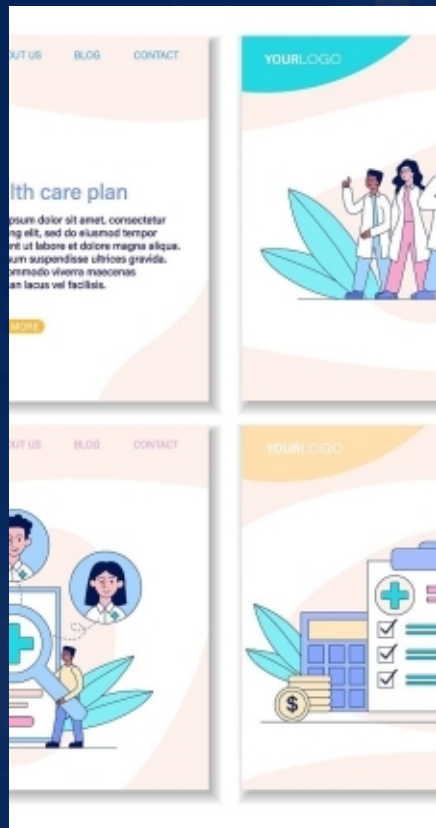 OUT US BLOG CONTACT
lth care plan
psum dolor sit amet, consectetur
ng elit, sed do eiusmod tempor
nt ut labore et dolore magna aliqua.
um suspendisse ultrices gravida.
ommodo viverra maecenas
an lacus vel facilisis.
MORE
YOURLOGO
OUT US BLOG CONTACT
YOURLOGO
$